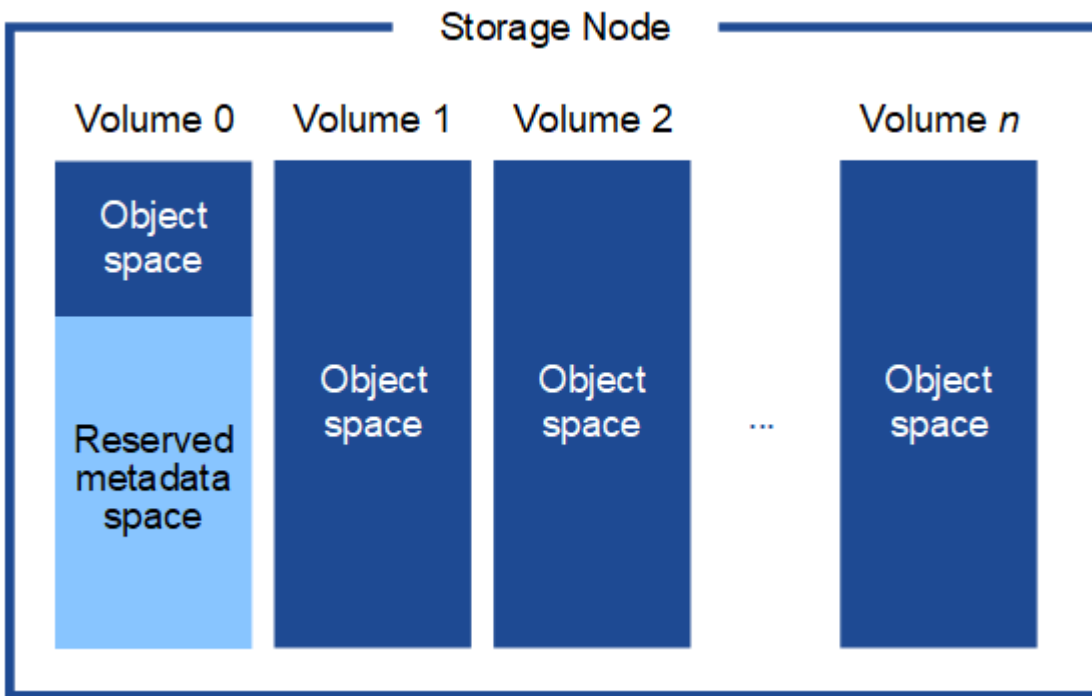 Storage Node
Volume 0
Volume 1
Volume 2
Volume n
Object
space
Reserved
metadata
space
Object
space
Object
space
...
Object
space